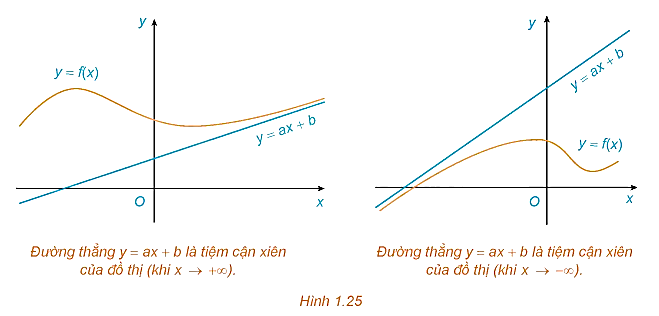 y
y = f(x)
y = ax + b
O
x
Đường thẳng y = ax + b là tiệm cận xiên
của đồ thị (khi x → +∞).
y
y = ax + b
y = f(x)
O
x
Đường thẳng y = ax + b là tiệm cận xiên
của đồ thị (khi x → −∞).
Hình 1.25